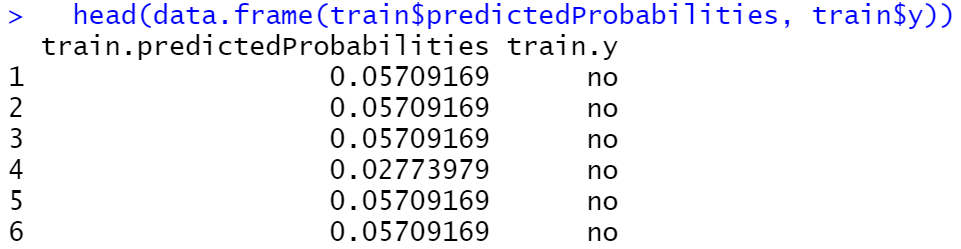 >   head(data.frame(train$predictedProbabilities, train$y))
  train.predictedProbabilities train.y
1                   0.05709169      no
2                   0.05709169      no
3                   0.05709169      no
4                   0.02773979      no
5                   0.05709169      no
6                   0.05709169      no